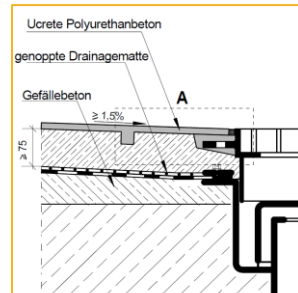 Ucrete Polyurethanbeton
genoppte Drainagematte
Gefällebeton
A
≥ 1,5%
≥ 75